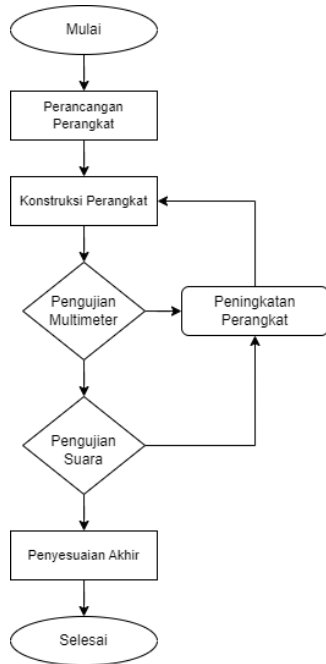 Mulai
Perancangan
Perangkat
Konstruksi Perangkat
Pengujian
Multimeter
Peningkatan
Perangkat
Pengujian
Suara
Penyesuaian Akhir
Selesai